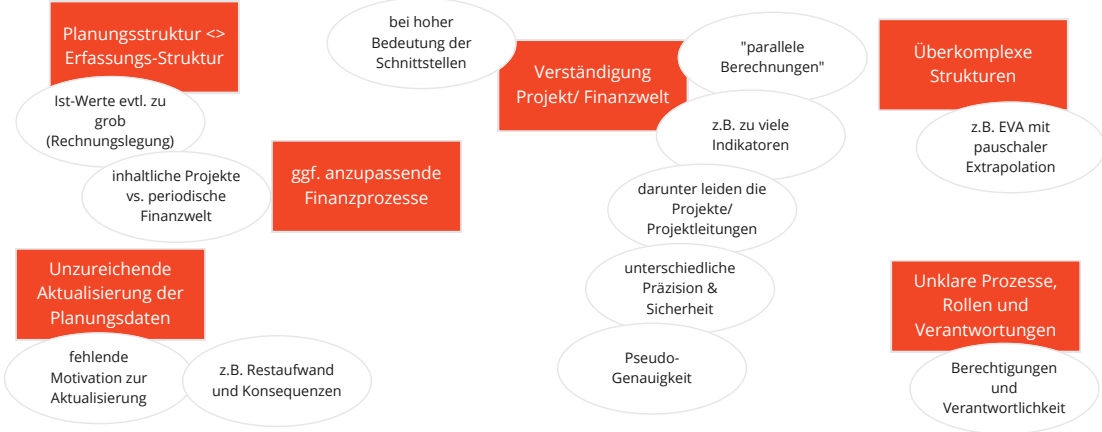 Planungsstruktur <>
Erfassungs-Struktur
Ist-Werte evtl. zu
grob
(Rechnungslegung)
inhaltliche Projekte
vs. periodische
Finanzwelt
ggf. anzupassende
Finanzprozesse
Unzureichende
Aktualisierung der
Planungsdaten
fehlende
Motivation zur
Aktualisierung
z.B. Restaufwand
und Konsequenzen
bei hoher
Bedeutung der
Schnittstellen
Verständigung
Projekt/ Finanzwelt
"parallele
Berechnungen"
z.B. zu viele
Indikatoren
darunter leiden die
Projekte/
Projektleitungen
unterschiedliche
Präzision &
Sicherheit
Pseudo-
Genauigkeit
Überkomplexe
Strukturen
z.B. EVA mit
pauschaler
Extrapolation
Unklare Prozesse,
Rollen und
Verantwortungen
Berechtigungen
und
Verantwortlichkeit